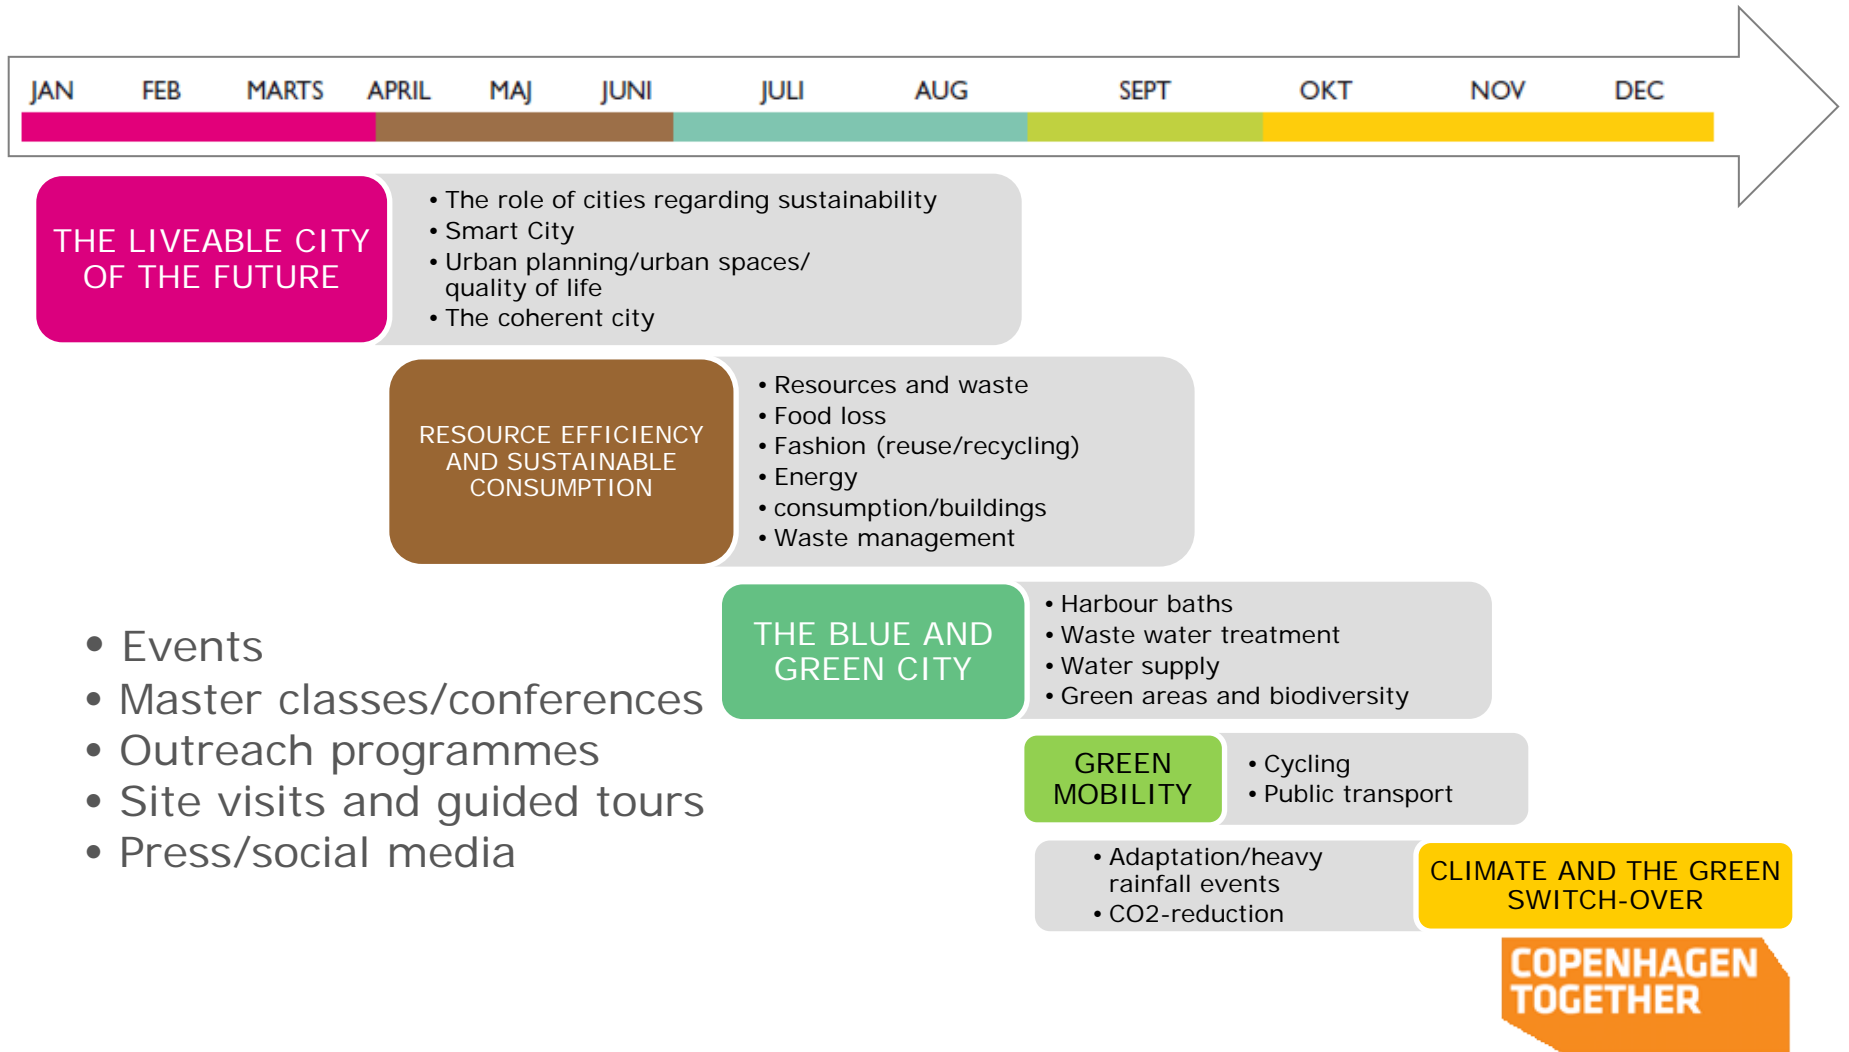 JAN FEB MARTS APRIL MAJ JUNI JULI AUG SEPT OKT NOV DEC
THE LIVEABLE CITY
OF THE FUTURE
• The role of cities regarding sustainability
• Smart City
• Urban planning/urban spaces/
quality of life
• The coherent city
RESOURCE EFFICIENCY
AND SUSTAINABLE
CONSUMPTION
• Resources and waste
• Food loss
• Fashion (reuse/recycling)
• Energy
• consumption/buildings
• Waste management
THE BLUE AND
GREEN CITY
• Harbour baths
• Waste water treatment
• Water supply
• Green areas and biodiversity
• Events
• Master classes/conferences
• Outreach programmes
• Site visits and guided tours
• Press/social media
GREEN
MOBILITY
• Cycling
• Public transport
• Adaptation/heavy
rainfall events
• CO2-reduction
CLIMATE AND THE GREEN
SWITCH-OVER
COPENHAGEN
TOGETHER